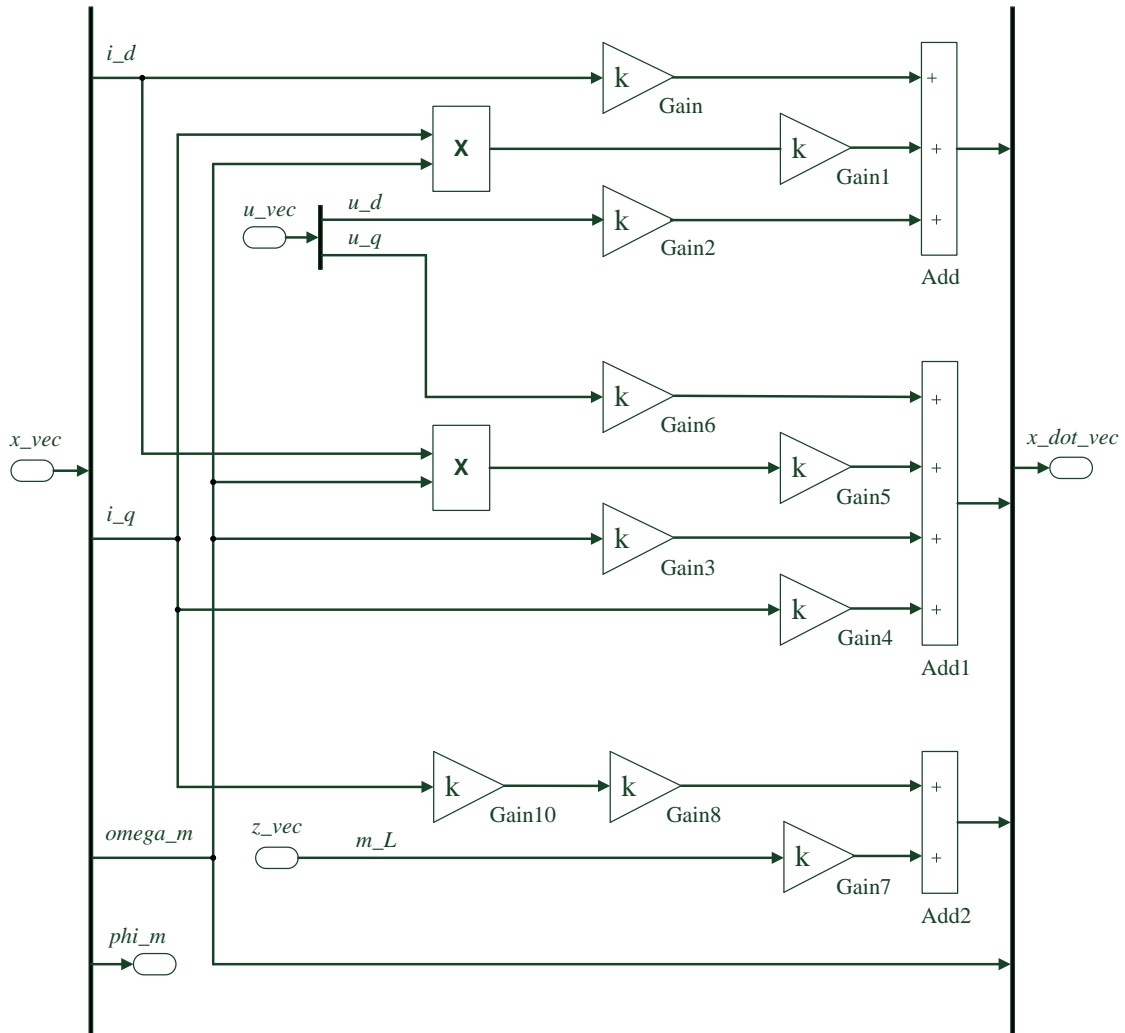 i_d
k
+
Gain
X
k
+
Gain1
u_vec
u_d
k
+
u_q
Gain2
Add
k
+
Gain6
x_vec
X
k
+
x_dot_vec
Gain5
i_q
k
+
Gain3
k
+
Gain4
Add1
k
k
+
Gain10
Gain8
omega_m
z_vec
m_L
k
+
Gain7
Add2
phi_m